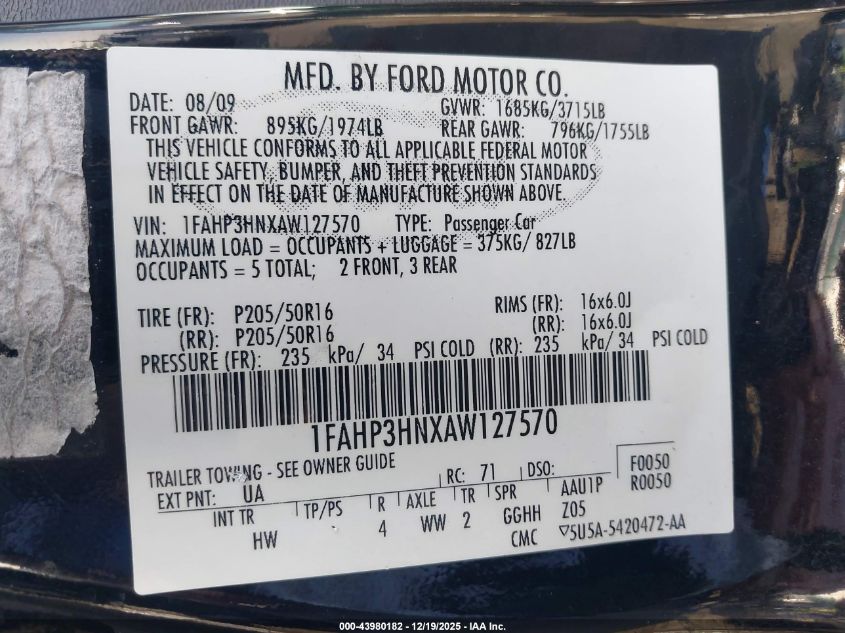 MFD. BY FORD MOTOR CO.
DATE: 08/09 GVWR: 1685KG/3715LB
FRONT GAWR: 895KG/1974LB REAR GAWR: 796KG/1755LB
THIS VEHICLE CONFORMS TO ALL APPLICABLE FEDERAL MOTOR
VEHICLE SAFETY, BUMPER, AND THEFT PREVENTION STANDARDS
IN EFFECT ON THE DATE OF MANUFACTURE SHOWN ABOVE.
VIN: 1FAHP3HNXAW127570 TYPE: Passenger Car
MAXIMUM LOAD = OCCUPANTS + LUGGAGE = 375KG/ 827LB
OCCUPANTS = 5 TOTAL; 2 FRONT, 3 REAR
TIRE (FR): P205/50R16 RIMS (FR): 16x6.0J
(RR): P205/50R16 (RR): 16x6.0J
PRESSURE (FR): 235 kPa/ 34 PSI COLD (RR): 235 kPa/ 34 PSI COLD
1FAHP3HNXAW127570
TRAILER TOWING - SEE OWNER GUIDE
EXT PNT: UA RC: 71 DSO: F0050
R0050
INT TR TP/PS R AXLE TR SPR AAU1P
HW 4 WW 2 GGHH Z05
CMC ▽5U5A-5420472-AA
000-43980182 - 12/19/2025 - IAA Inc.